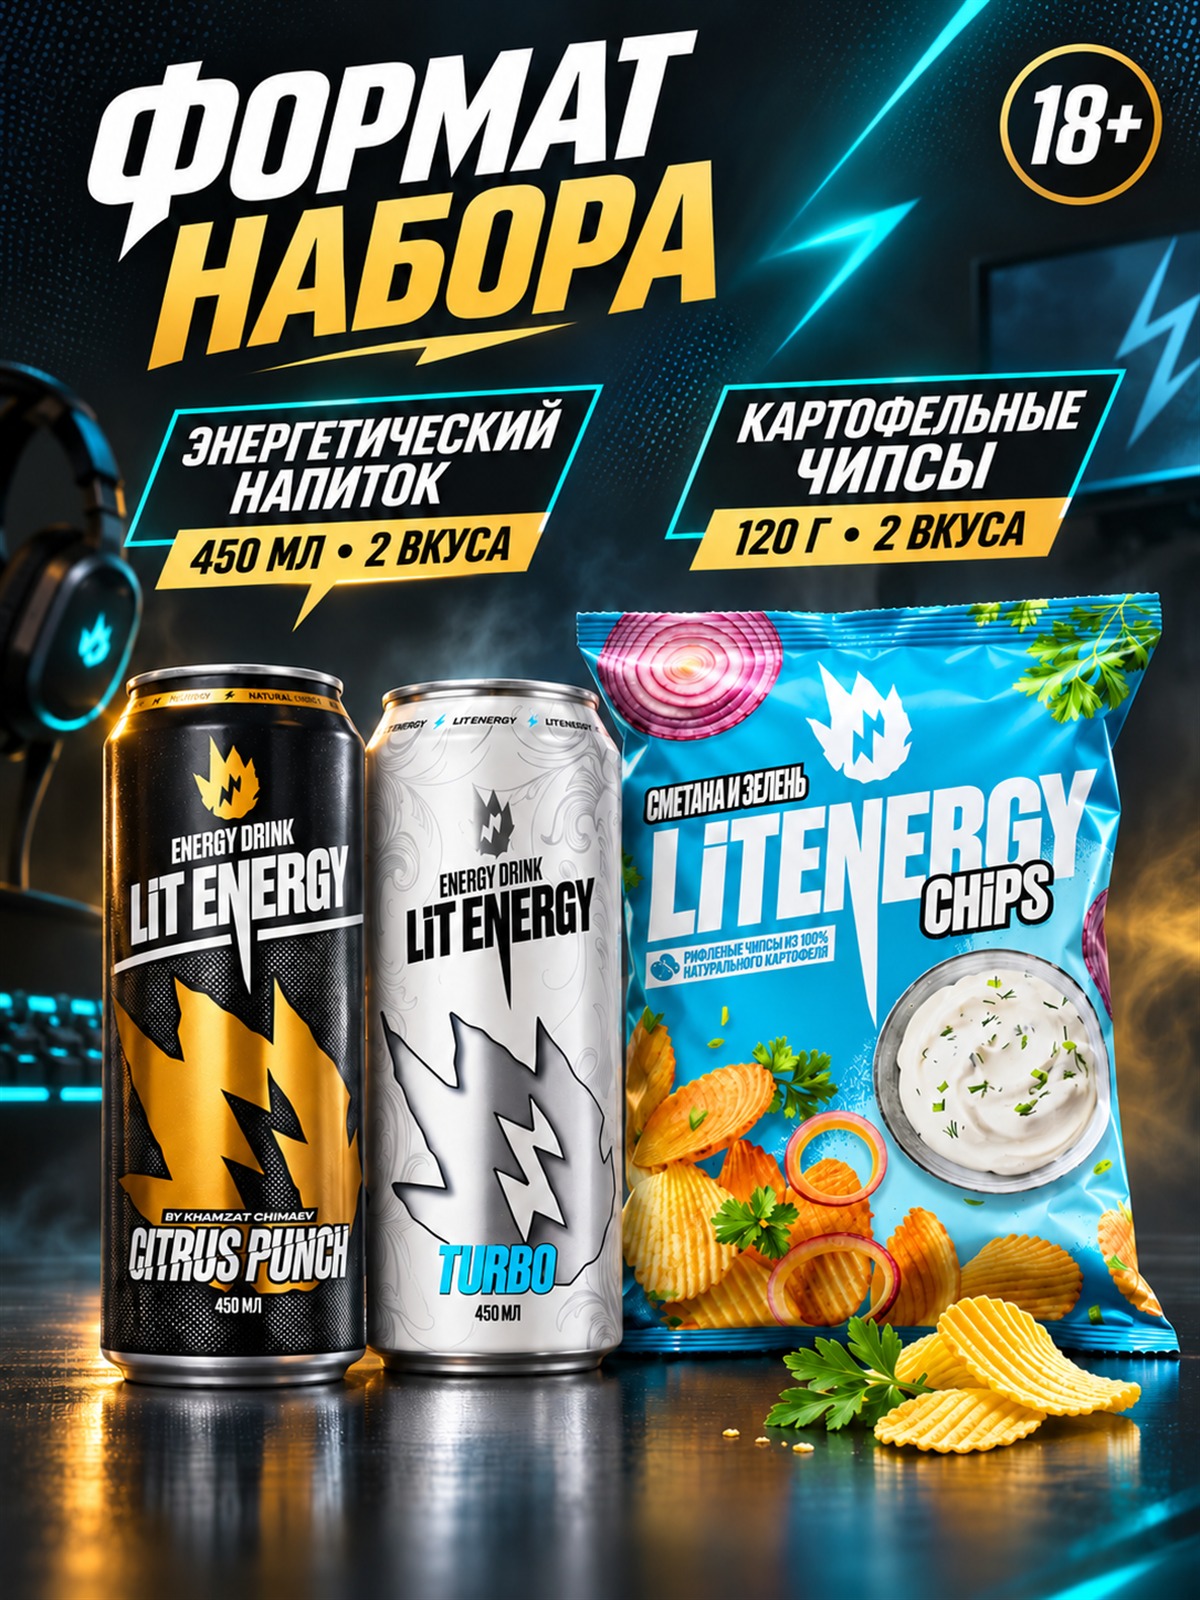 ФОРМАТ
НАБОРА
18+
ЭНЕРГЕТИЧЕСКИЙ
НАПИТОК
450 МЛ • 2 ВКУСА
КАРТОФЕЛЬНЫЕ
ЧИПСЫ
120 Г • 2 ВКУСА
NATURAL
ENERGY DRINK
LIT ENERGY
BY KHAMZAT CHIMAEV
CITRUS PUNCH
450 МЛ
LITENERGY LITENERGY
ENERGY DRINK
LIT ENERGY
TURBO
450 МЛ
СМЕТАНА И ЗЕЛЕНЬ
LITENERGY
CHIPS
РИФЛЕНЫЕ ЧИПСЫ ИЗ 100%
НАТУРАЛЬНОГО КАРТОФЕЛЯ